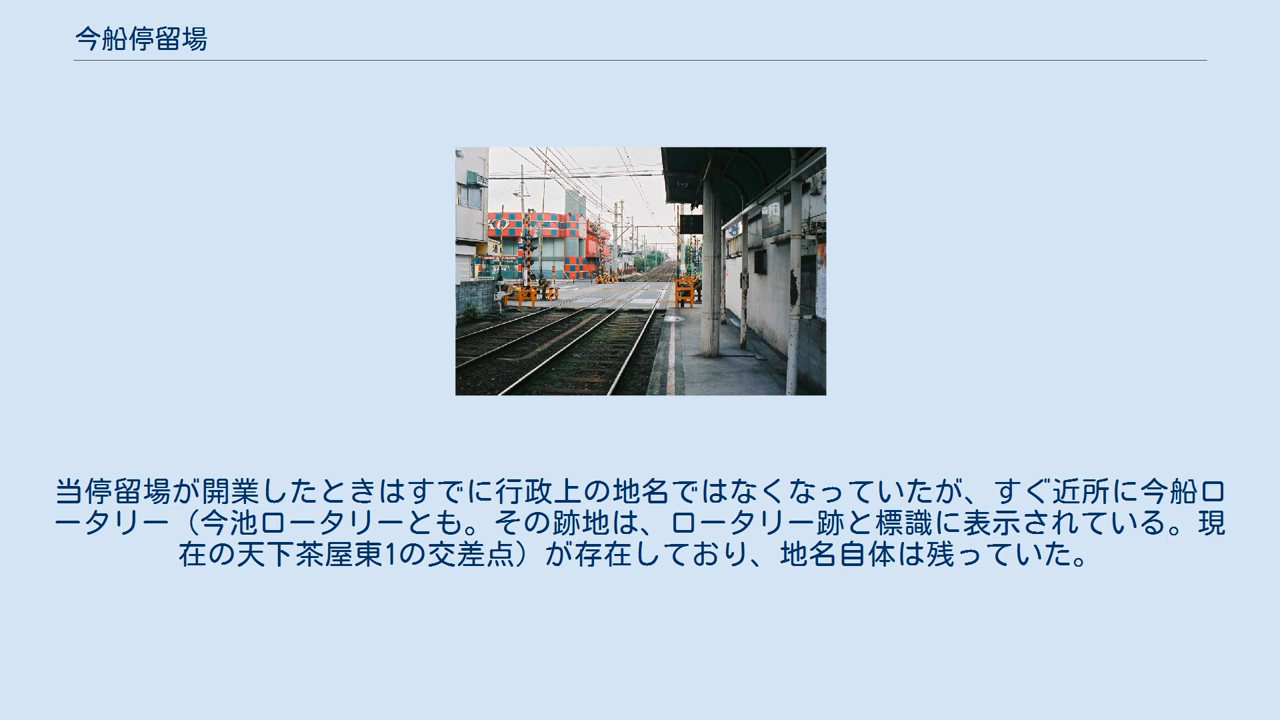 今船停留場
当停留場が開業したときはすでに行政上の地名ではなくなっていたが、すぐ近所に今船ロ
ータリー（今池ロータリーとも。その跡地は、ロータリー跡と標識に表示されている。現
在の天下茶屋東1の交差点）が存在しており、地名自体は残っていた。